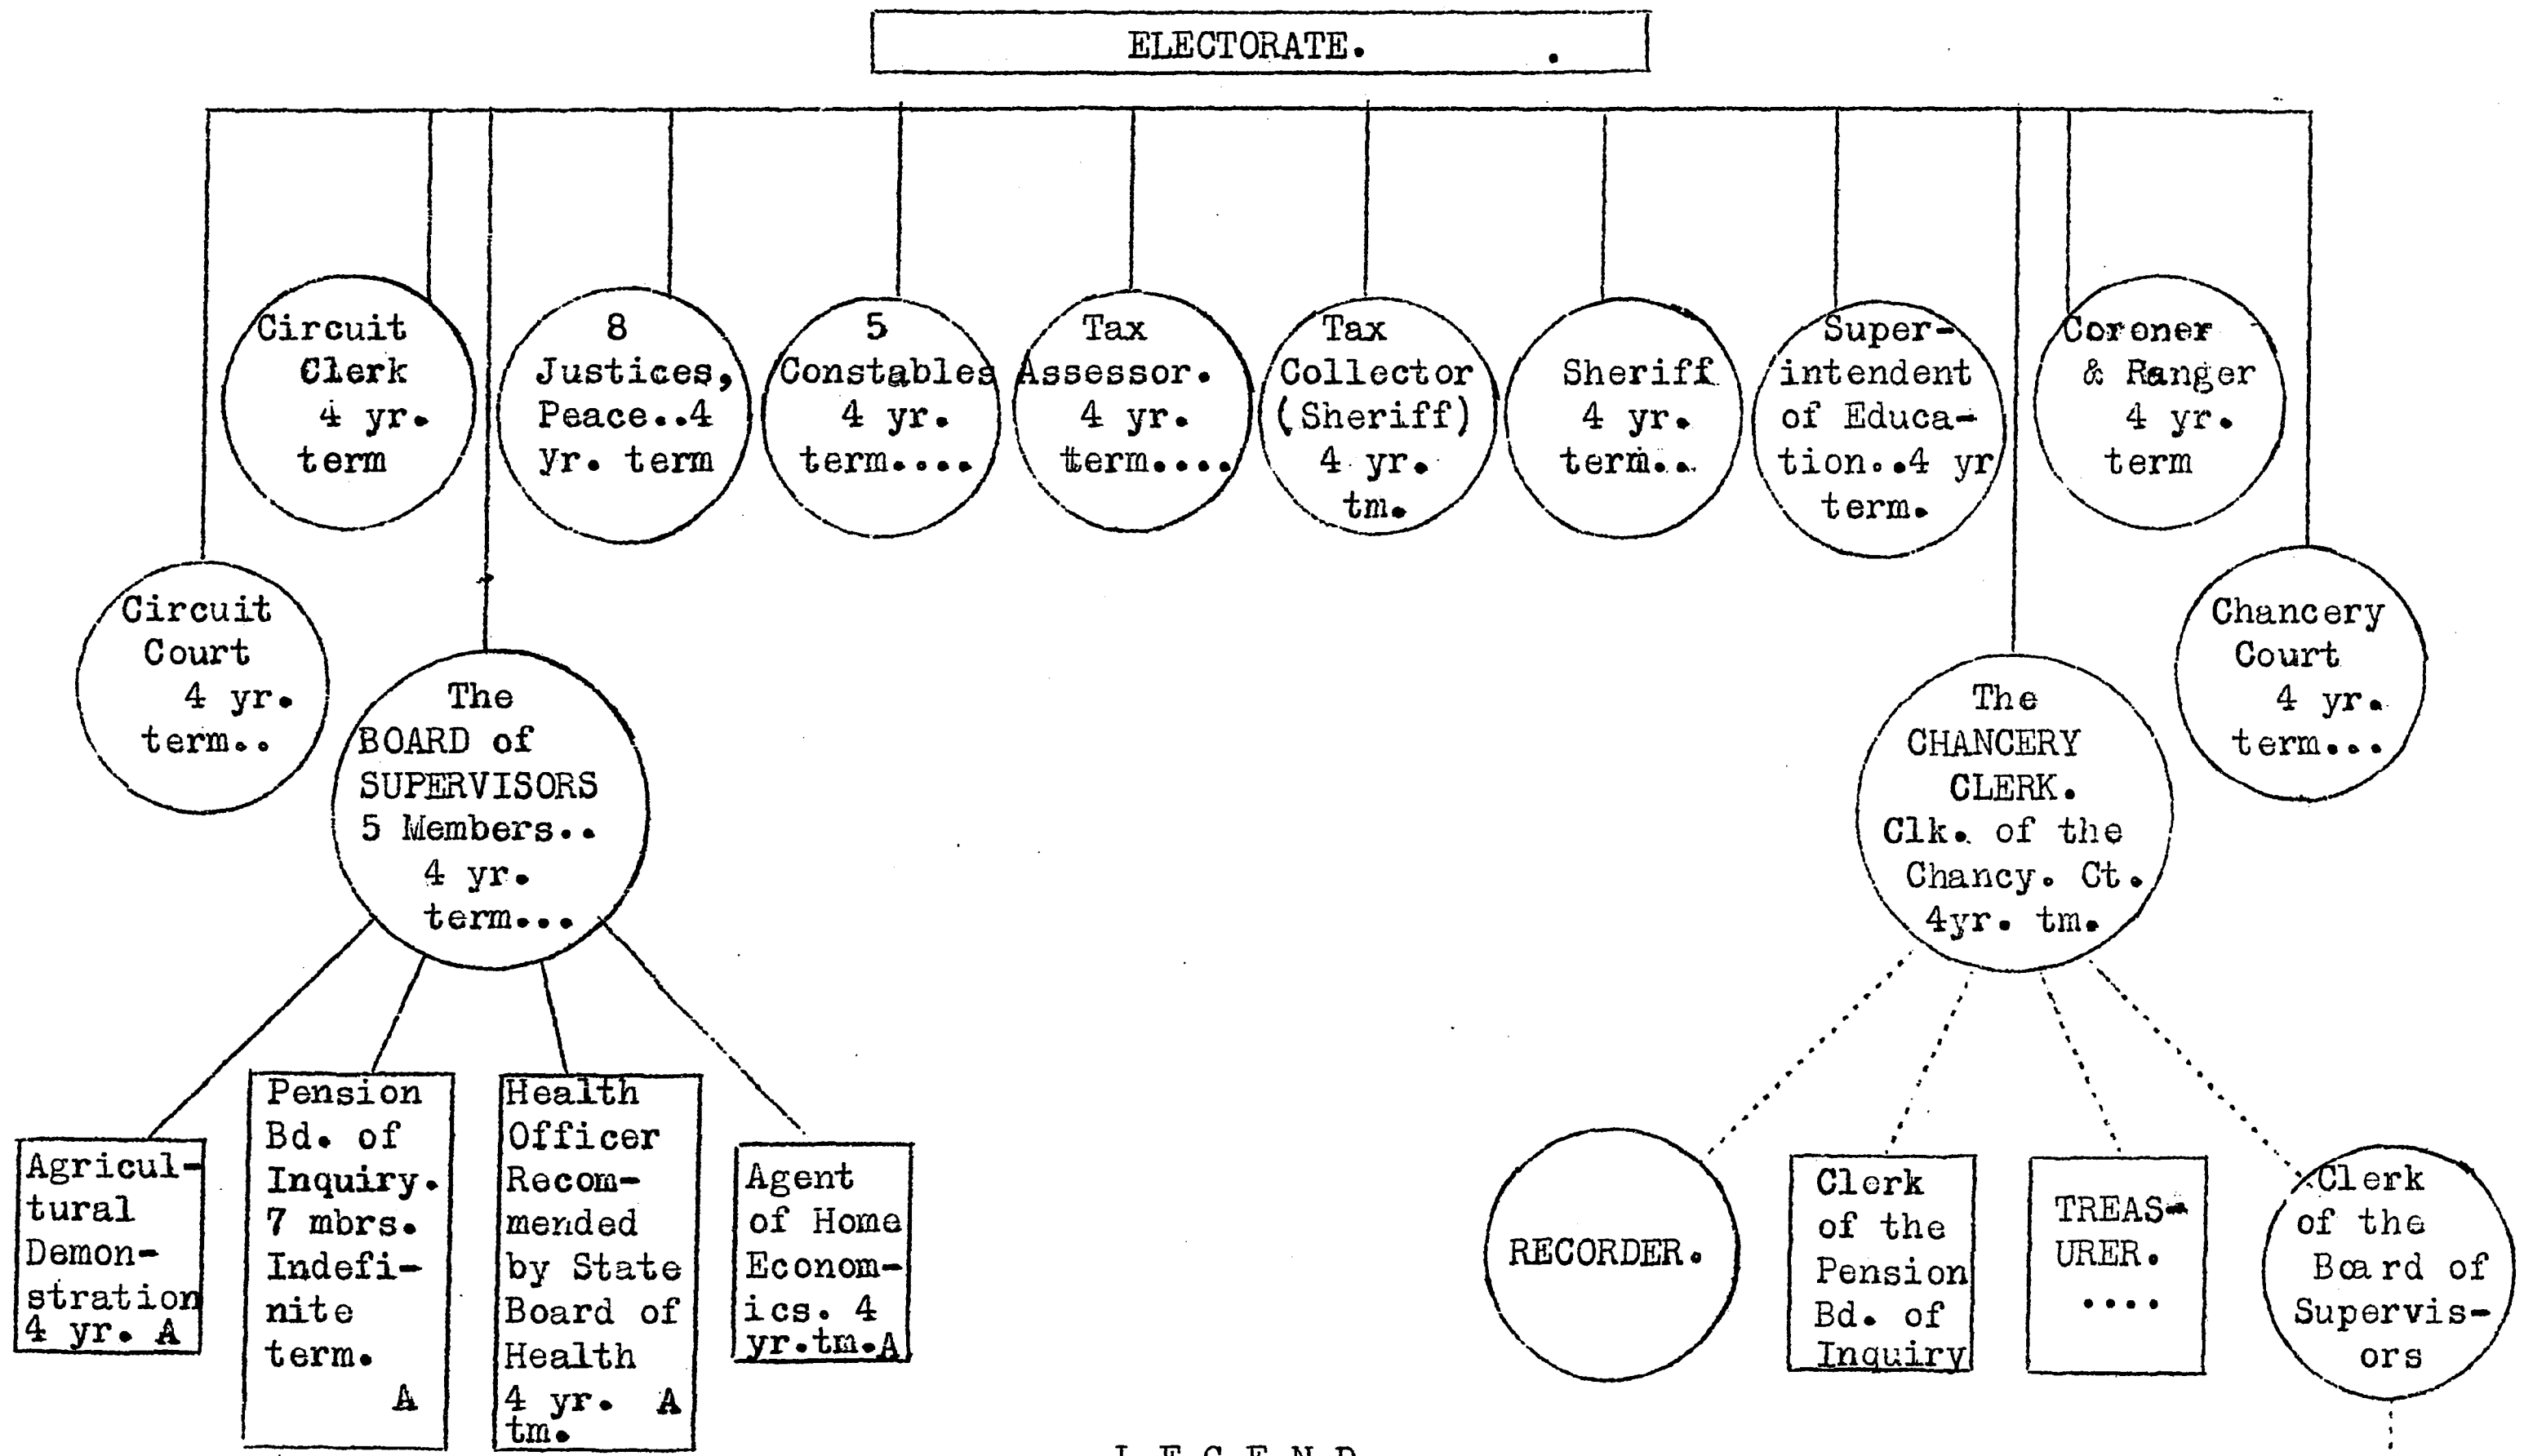 ELECTORATE.
Circuit
Clerk
4 yr.
term
8
Justices,
Peace..4
yr. term
5
Constables
4 yr.
term....
Tax
Assessor.
4 yr.
term....
Tax
Collector
(Sheriff)
4 yr.
tm.
Sheriff
4 yr.
term..
Super-
intendent
of Educa-
tion..4 yr
term.
Coroner
& Ranger
4 yr.
term
Circuit
Court
4 yr.
term..
The
BOARD of
SUPERVISORS
5 Members..
4 yr.
term...
The
CHANCERY
CLERK.
Clk. of the
Chancy. Ct.
4yr. tm.
Chancery
Court
4 yr.
term...
Agricul-
tural
Demon-
stration
4 yr. A
Pension
Bd. of
Inquiry.
7 mbrs.
Indefi-
nite
term.
A
Health
Officer
Recom-
mended
by State
Board of
Health
4 yr. A
tm.
Agent
of Home
Econom-
ics. 4
yr.tm.A
RECORDER.
Clerk
of the
Pension
Bd. of
Inquiry
TREAS-
URER.
....
Clerk
of the
Board of
Supervis-
ors
L E G E N D